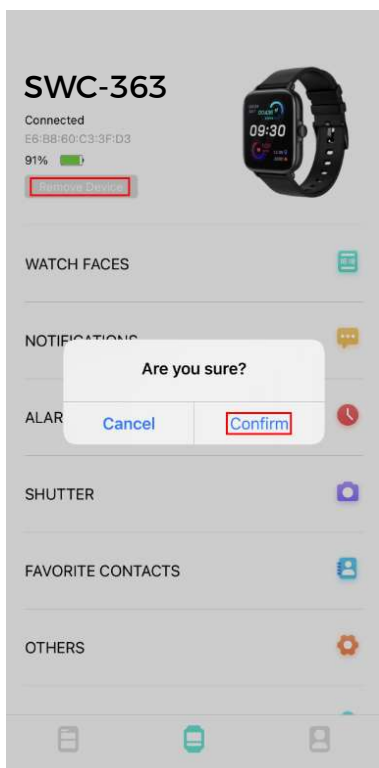 SWC-363
Connected
E6:B8:60:C3:3F:D3
91%
Remove Device
09:30
WATCH FACES
Are you sure?
ALAR
Cancel
Confirm
SHUTTER
FAVORITE CONTACTS
OTHERS